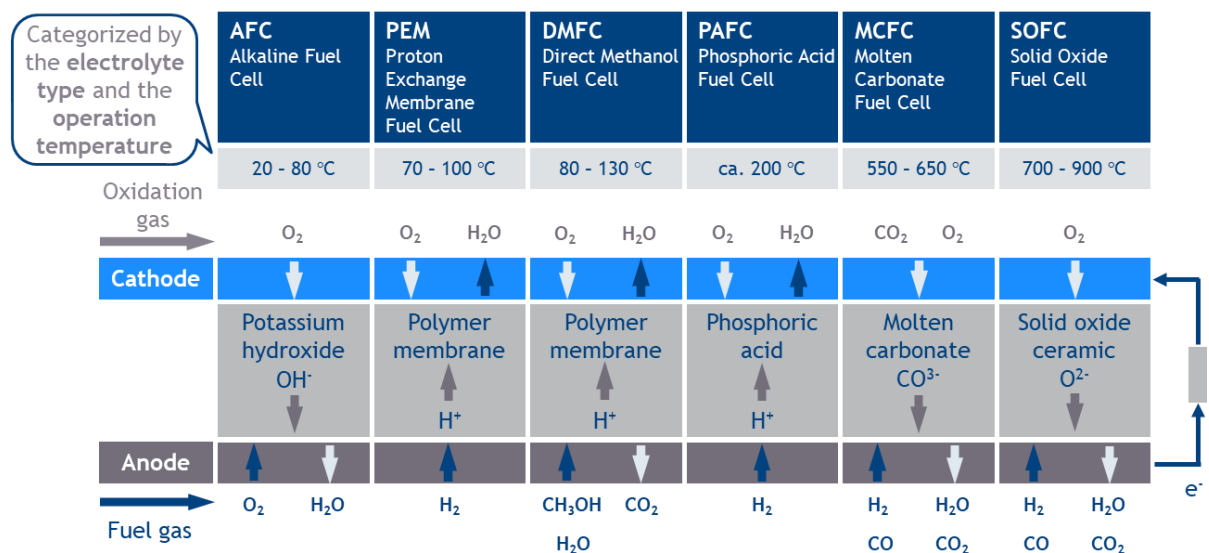 Categorized by
the electrolyte
type and the
operation
temperature
AFC
Alkaline Fuel
Cell
PEM
Proton
Exchange
Membrane
Fuel Cell
DMFC
Direct Methanol
Fuel Cell
PAFC
Phosphoric Acid
Fuel Cell
MCFC
Molten
Carbonate
Fuel Cell
SOFC
Solid Oxide
Fuel Cell
20 - 80 °C
70 - 100 °C
80 - 130 °C
ca. 200 °C
550 - 650 °C
700 - 900 °C
Oxidation
gas
O₂
O₂ H₂O
O₂ H₂O
O₂ H₂O
CO₂ O₂
O₂
Cathode
Potassium
hydroxide
OH⁻
Polymer
membrane
H⁺
Polymer
membrane
H⁺
Phosphoric
acid
H⁺
Molten
carbonate
CO³⁻
Solid oxide
ceramic
O²⁻
Anode
e⁻
Fuel gas
O₂ H₂O
H₂
CH₃OH CO₂
H₂O
H₂
H₂ H₂O
CO CO₂
H₂ H₂O
CO CO₂